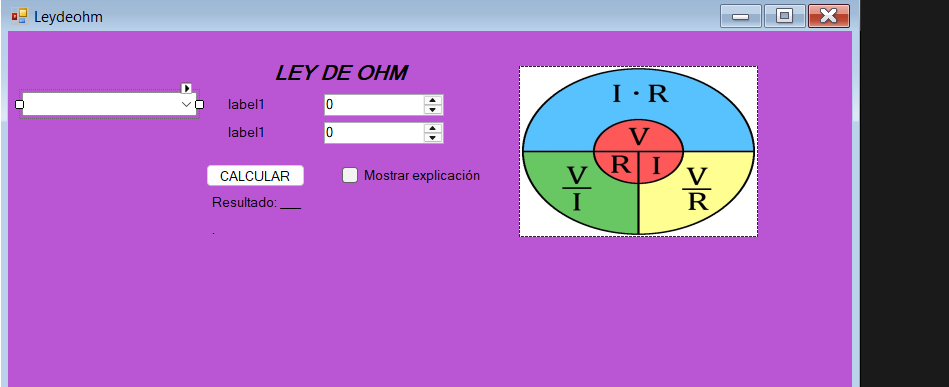 Leydeohm
LEY DE OHM
label1
0
label1
0
CALCULAR
Mostrar explicación
Resultado: ___
.
I · R
V
R
I
V
I
V
R